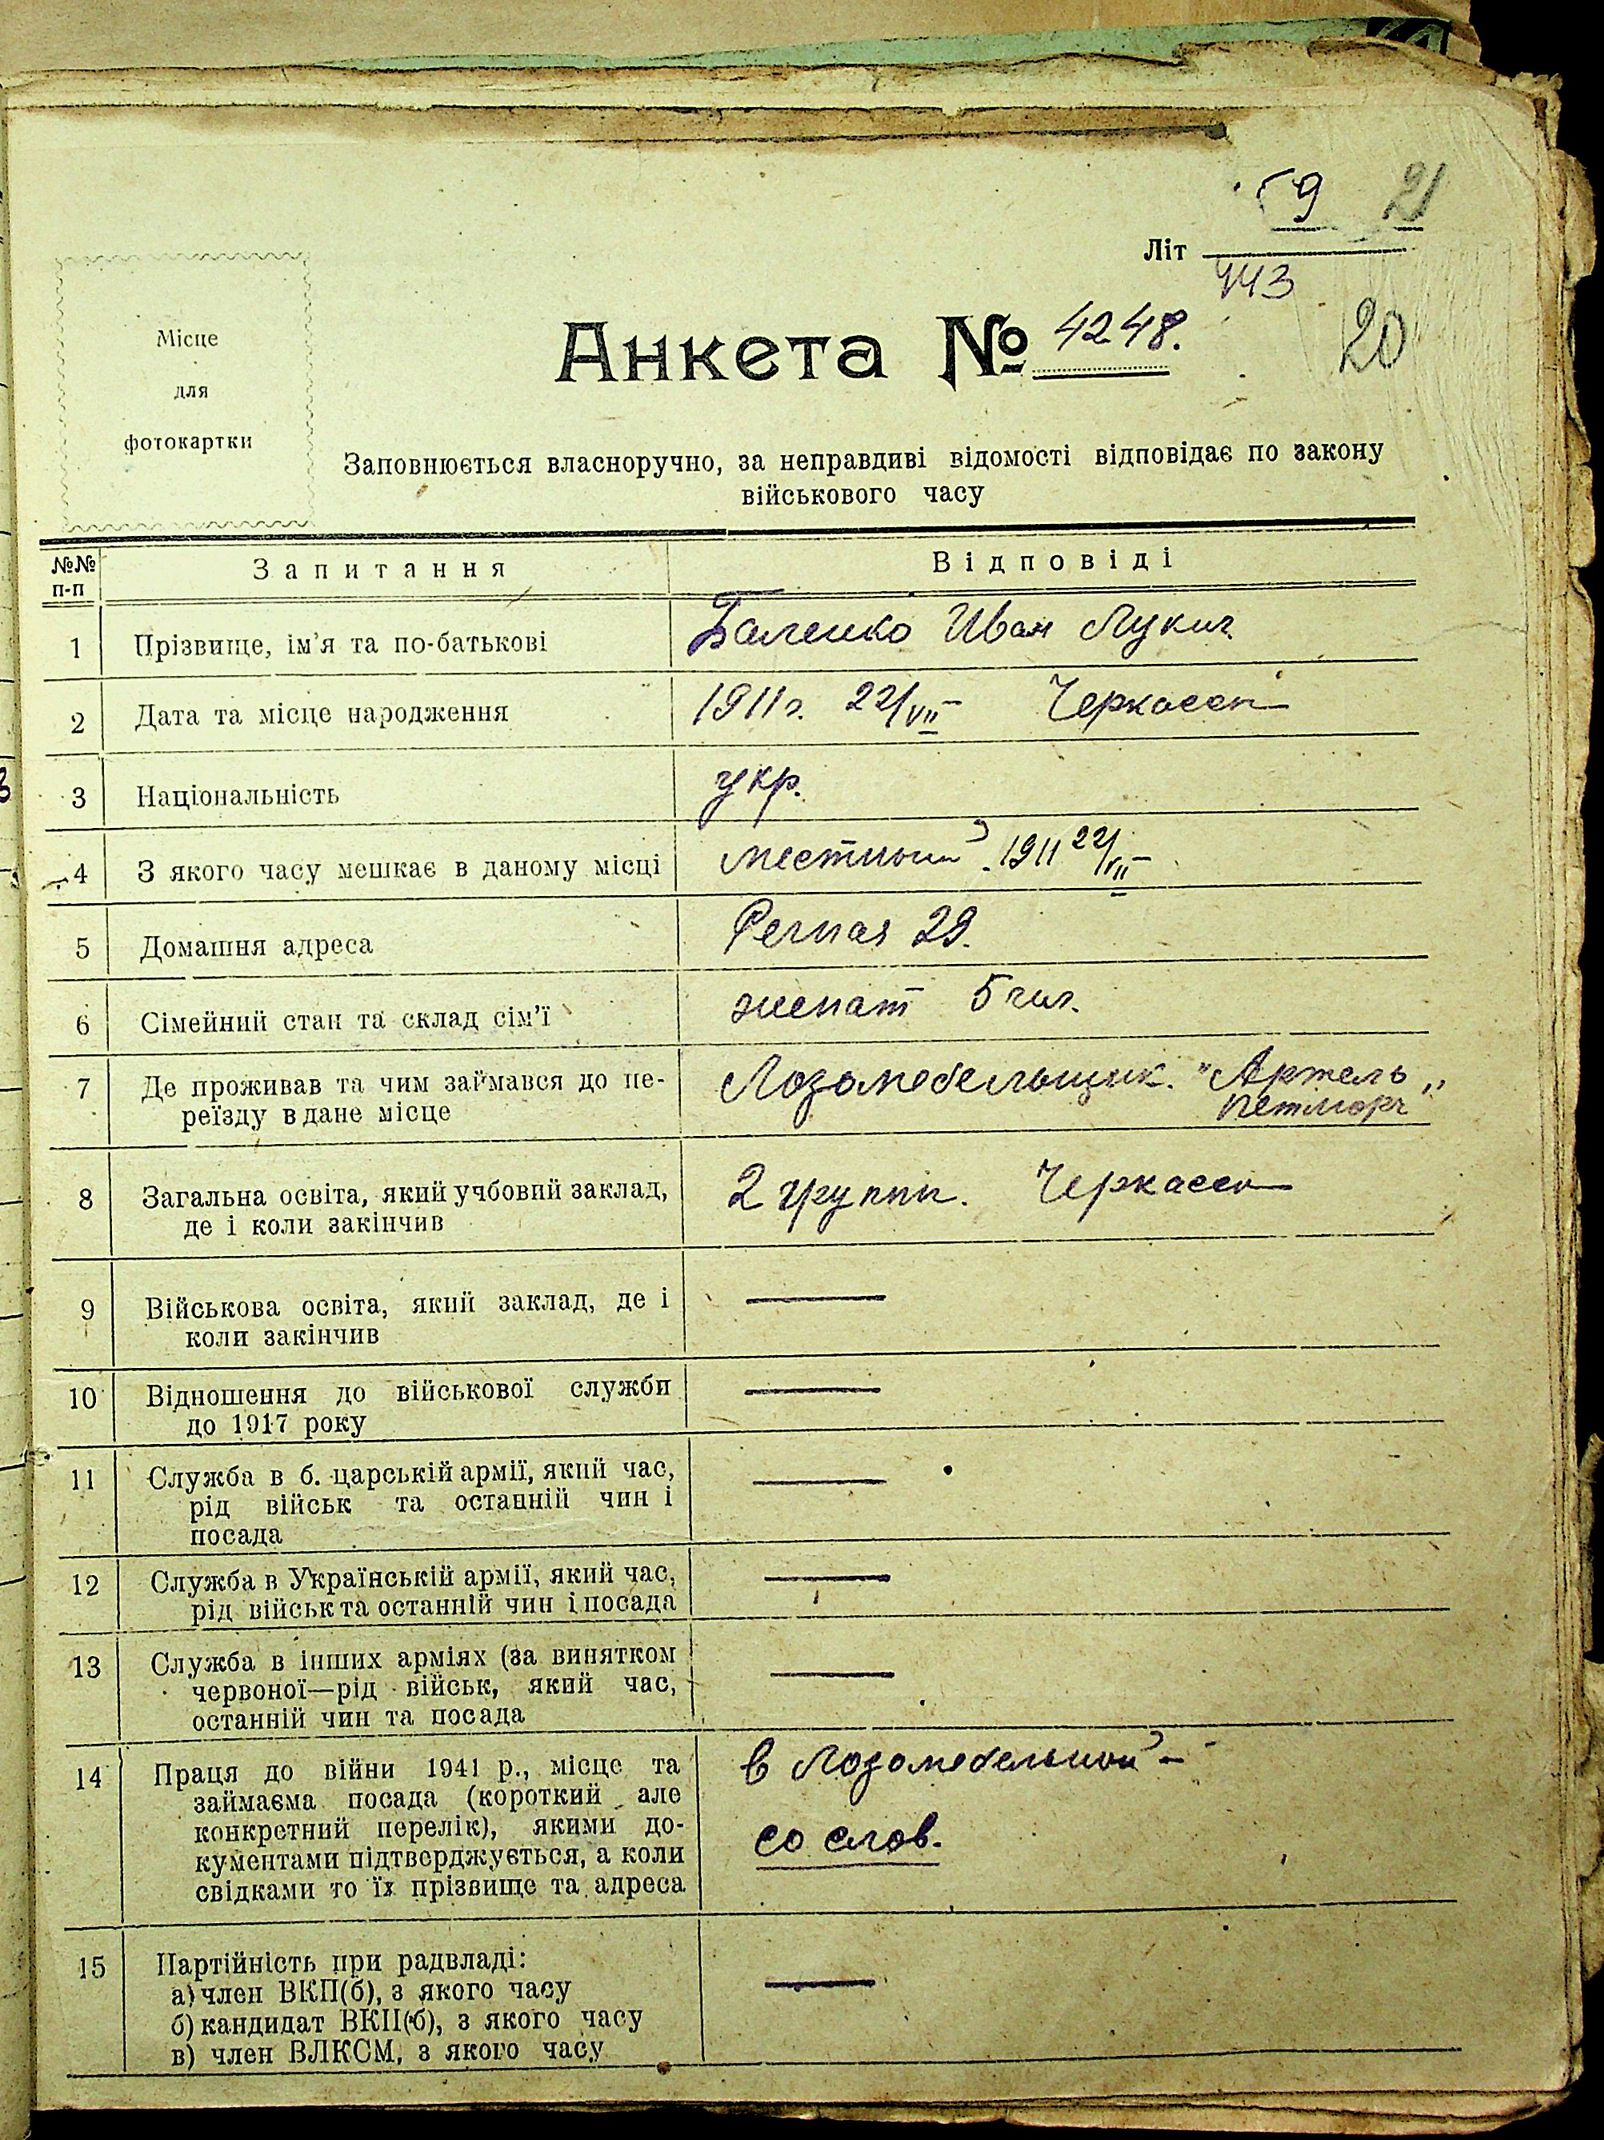 59 21
Літ
443
Місце
для
фотокартки
Анкета № 4248.
20
Заповнюється власноручно, за неправдиві відомості відповідає по закону
військового часу
№№ п-п Запитання Відповіді
1 Прізвище, ім'я та по-батькові Баленко Иван Лукич
2 Дата та місце народження 1911 г. 22/VII Черкассы
3 Національність укр.
4 З якого часу мешкає в даному місці местный 1911 22/VII
5 Домашня адреса Речная 29.
6 Сімейний стан та склад сім'ї женат 5 чел.
7 Де проживав та чим займався до пе- Лозомебельщик. "Артель
реїзду в дане місце
8 Загальна освіта, який учбовий заклад, 2 группы. Черкассы
де і коли закінчив
9 Військова освіта, який заклад, де і —
коли закінчив
10 Відношення до військової служби —
до 1917 року
11 Служба в б. царській армії, який час, —
рід військ та останній чин і
посада
12 Служба в Українській армії, який час, —
рід військ та останній чин і посада
13 Служба в інших арміях (за винятком —
червоної—рід військ, який час,
останній чин та посада
14 Праця до війни 1941 р., місце та в Лозомебельной –
займаєма посада (короткий але
конкретний перелік), якими до- со слов.
кументами підтверджується, а коли
свідками то їх прізвище та адреса
15 Партійність при радвладі: —
а) член ВКП(б), з якого часу
б) кандидат ВКП(б), з якого часу
в) член ВЛКСМ, з якого часу